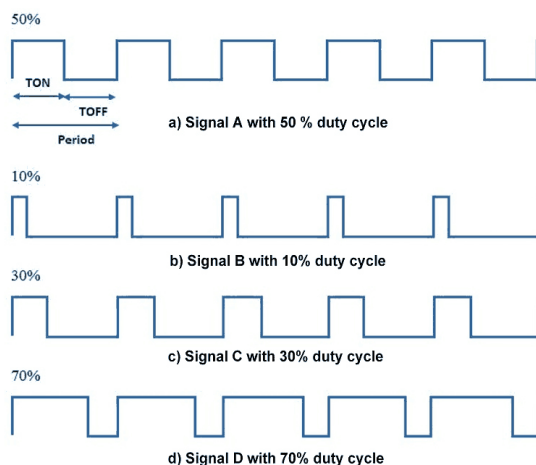 50%
TON
TOFF
Period
a) Signal A with 50 % duty cycle
10%
b) Signal B with 10% duty cycle
30%
c) Signal C with 30% duty cycle
70%
d) Signal D with 70% duty cycle